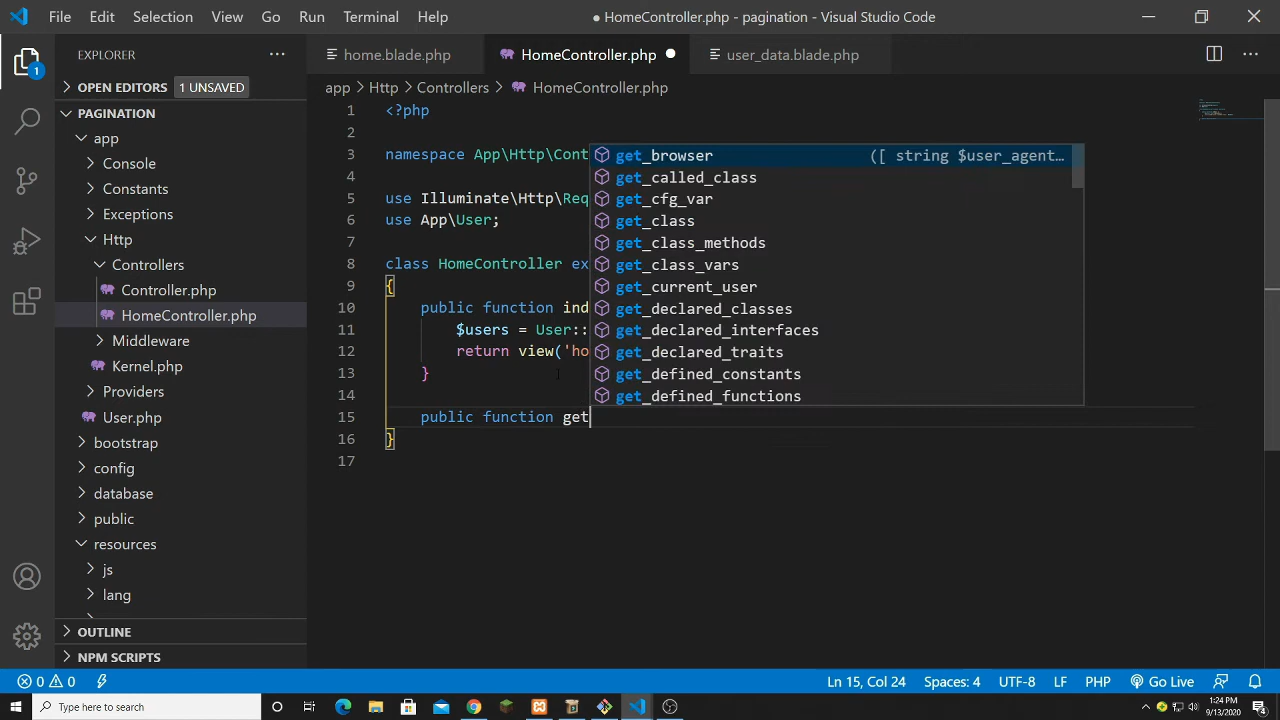 File Edit Selection View Go Run Terminal Help
● HomeController.php - pagination - Visual Studio Code
EXPLORER
home.blade.php
HomeController.php
user_data.blade.php
OPEN EDITORS 1 UNSAVED
app > Http > Controllers > HomeController.php
PAGINATION
app
Console
Constants
Exceptions
Http
Controllers
Controller.php
HomeController.php
Middleware
Kernel.php
Providers
User.php
bootstrap
config
database
public
resources
js
lang
OUTLINE
NPM SCRIPTS
1 <?php
2
3 namespace App\Http\Cont
4
5 use Illuminate\Http\Req
6 use App\User;
7
8 class HomeController ex
9 {
10 public function ind
11 $users = User::
12 return view('ho
13 }
14
15 public function get
16 }
17
get_browser ([ string $user_agent…
get_called_class
get_cfg_var
get_class
get_class_methods
get_class_vars
get_current_user
get_declared_classes
get_declared_interfaces
get_declared_traits
get_defined_constants
get_defined_functions
1
0 0 Ln 15, Col 24 Spaces: 4 UTF-8 LF PHP Go Live
Type here to search
1:24 PM
9/13/2020